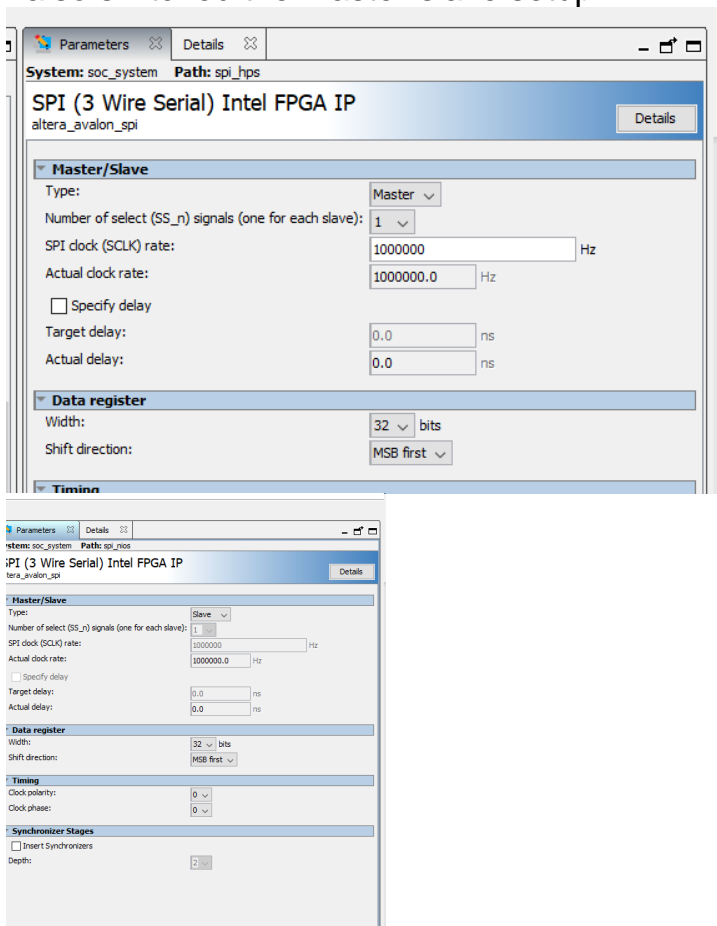 Parameters Details
System: soc_system Path: spi_hps
SPI (3 Wire Serial) Intel FPGA IP
altera_avalon_spi
Details
Master/Slave
Type: Master
Number of select (SS_n) signals (one for each slave): 1
SPI clock (SCLK) rate: 1000000 Hz
Actual clock rate: 1000000.0 Hz
Specify delay
Target delay: 0.0 ns
Actual delay: 0.0 ns
Data register
Width: 32 bits
Shift direction: MSB first
Timing
Parameters Details
ystem: soc_system Path: spi_nios
SPI (3 Wire Serial) Intel FPGA IP
ltera_avalon_spi
Details
Master/Slave
Type: Slave
Number of select (SS_n) signals (one for each slave): 1
SPI clock (SCLK) rate: 1000000 Hz
Actual clock rate: 1000000.0 Hz
Specify delay
Target delay: 0.0 ns
Actual delay: 0.0 ns
Data register
Width: 32 bits
Shift direction: MSB first
Timing
Clock polarity: 0
Clock phase: 0
Synchronizer Stages
Insert Synchronizers
Depth: 2